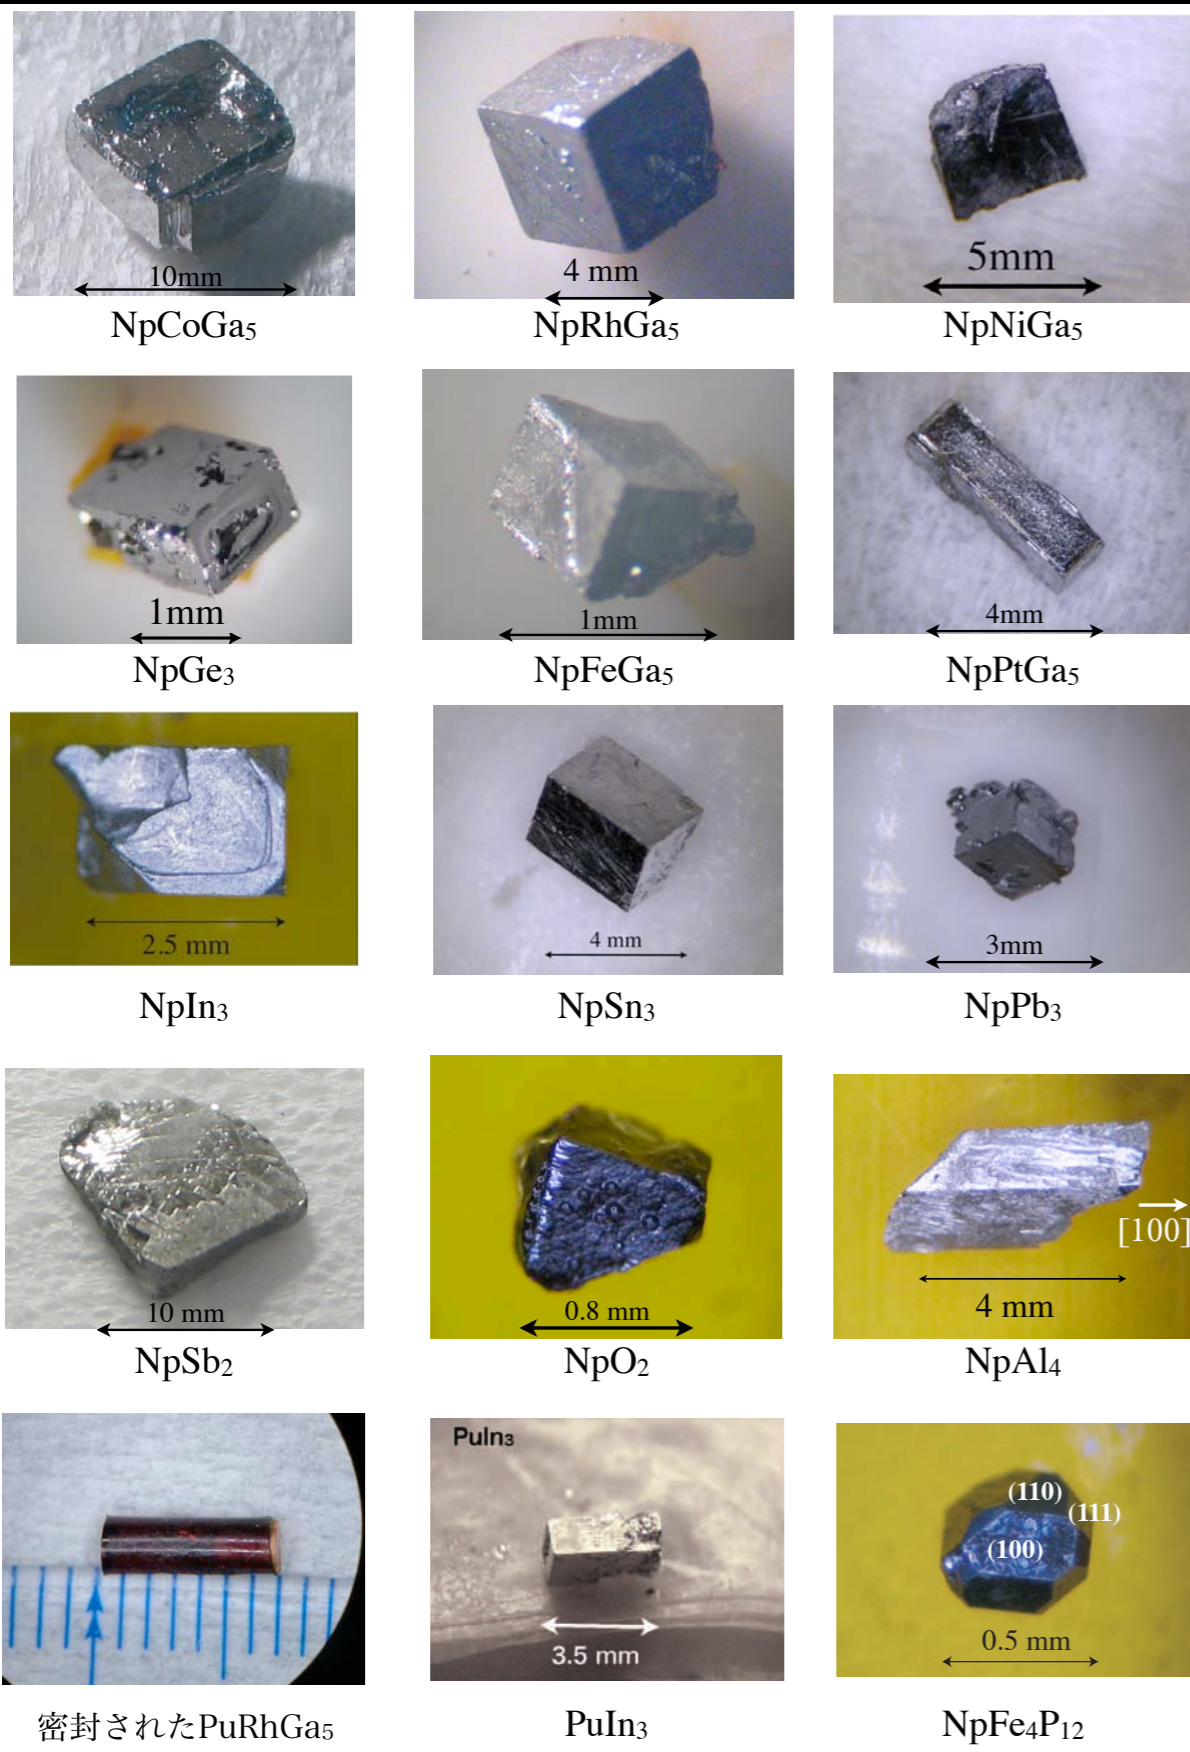 10mm
NpCoGa₅
4 mm
NpRhGa₅
5mm
NpNiGa₅
1mm
NpGe₃
1mm
NpFeGa₅
4mm
NpPtGa₅
2.5 mm
NpIn₃
4 mm
NpSn₃
3mm
NpPb₃
10 mm
NpSb₂
0.8 mm
NpO₂
[100]
4 mm
NpAl₄
密封されたPuRhGa₅
PuIn₃
3.5 mm
PuIn₃
(110)
(111)
(100)
0.5 mm
NpFe₄P₁₂